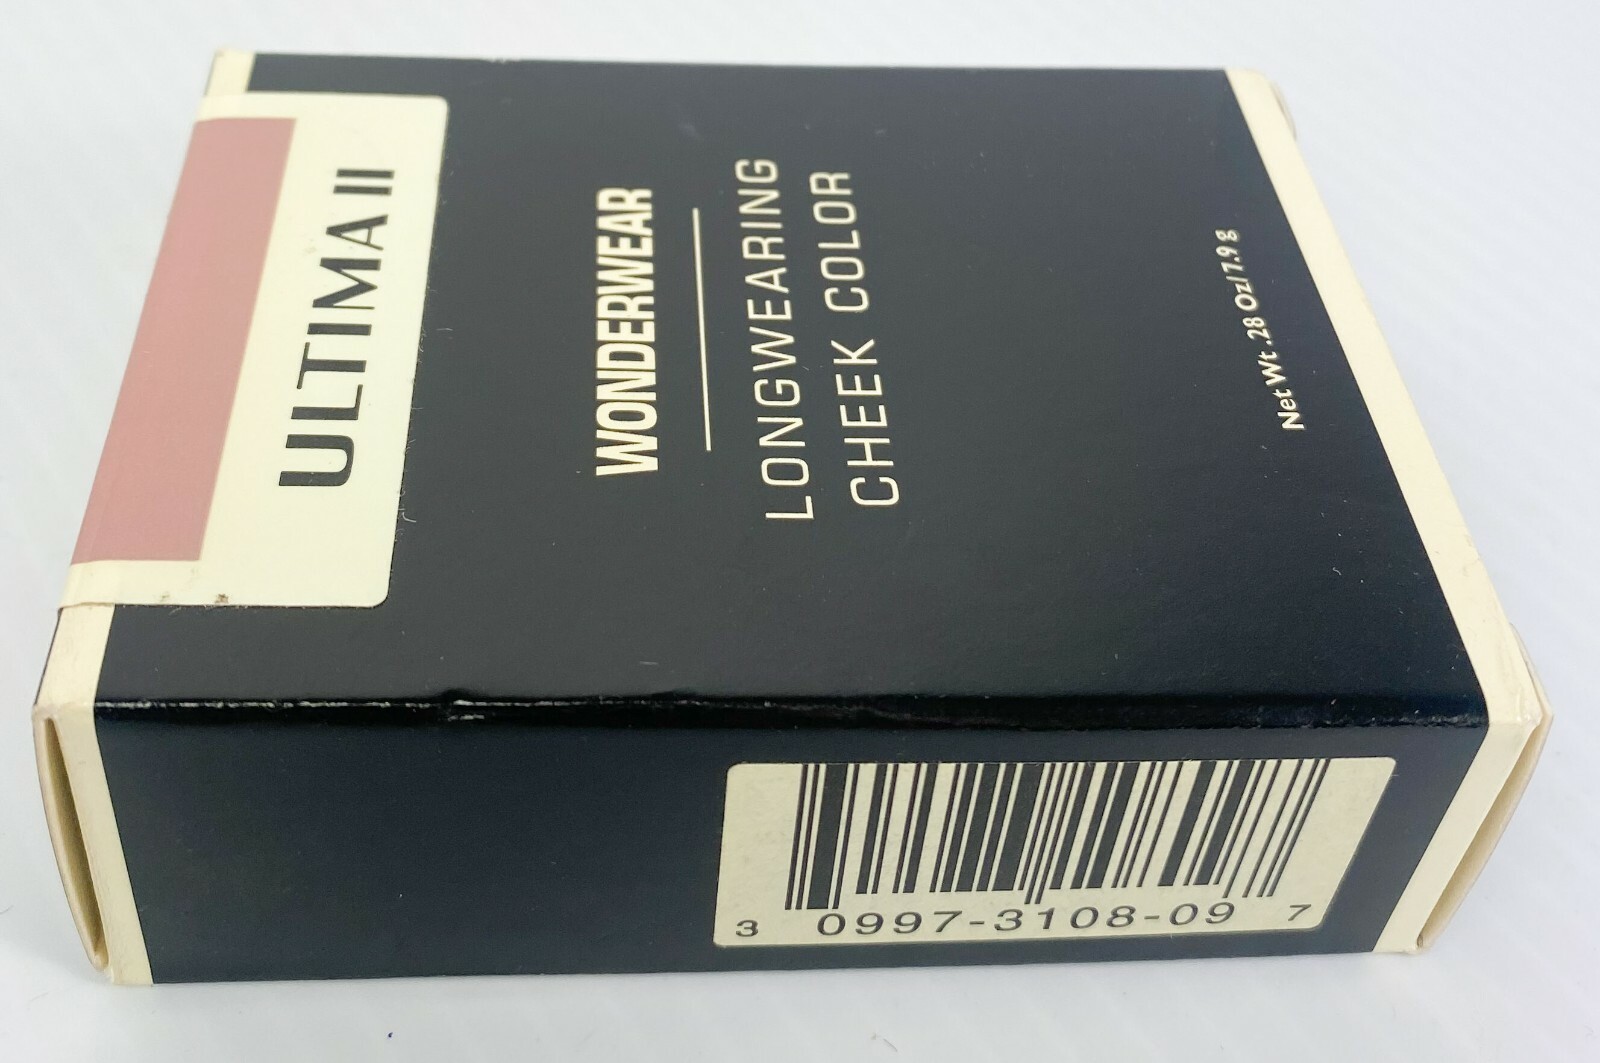 ULTIMA II
WONDERWEAR
LONGWEARING
CHEEK COLOR
Net Wt. .28 Oz/7.9 g
3 0997-3108-09 7